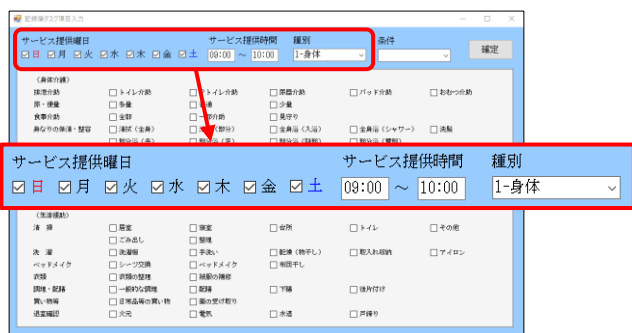 記録簿タスク項目入力
サービス提供曜日 サービス提供時間 種別 条件
日 月 火 水 木 金 土 09:00 ～ 10:00 1-身体 確定
（身体介護）
排泄介助 トイレ介助 トイレ介助 尿器介助 パッド介助 おむつ介助
尿・便量 多量 普通 少量
食事介助 全部 一部介助 見守り
身なりの保清・整容 清拭（全身） （部分） 全身浴（入浴） 全身浴（シャワー） 洗髪
サービス提供曜日 サービス提供時間 種別
日 月 火 水 木 金 土 09:00 ～ 10:00 1-身体
（生活援助）
清 掃 居室 寝室 台所 トイレ その他
ごみ出し 整理
洗 濯 洗濯機 手洗い 乾燥（物干し） 取入れ収納 アイロン
ベッドメイク シーツ交換 ベッドメイク 布団干し
衣類 衣類の整理 被服の補修
調理・配膳 一般的な調理 配膳 下膳 後片付け
買い物等 日常品等の買い物 薬の受け取り
退室確認 火元 電気 水道 戸締り